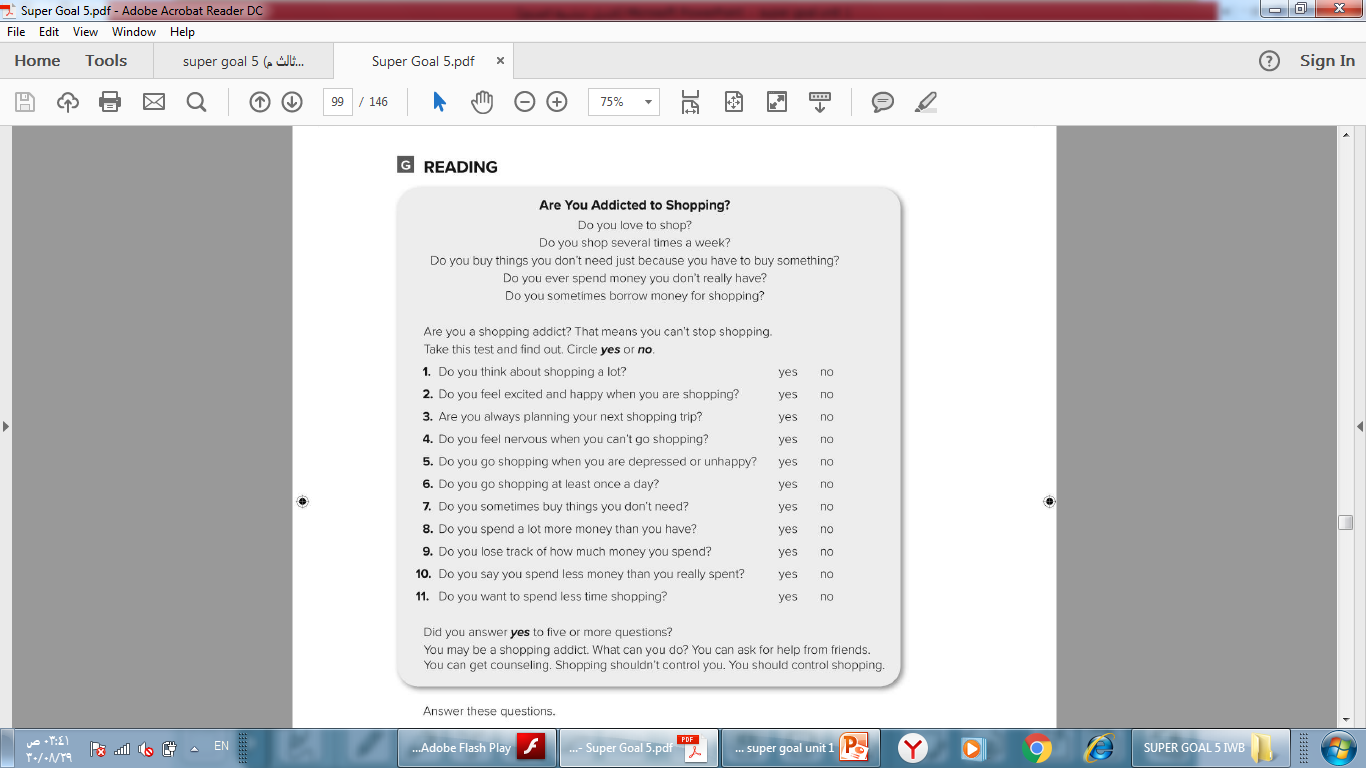 Super Goal 5.pdf - Adobe Acrobat Reader DC
File Edit View Window Help
Home Tools super goal 5 (ثالث م... Super Goal 5.pdf × ? Sign In
99 / 146 75%
G READING
Are You Addicted to Shopping?
Do you love to shop?
Do you shop several times a week?
Do you buy things you don't need just because you have to buy something?
Do you ever spend money you don't really have?
Do you sometimes borrow money for shopping?
Are you a shopping addict? That means you can't stop shopping.
Take this test and find out. Circle yes or no.
1. Do you think about shopping a lot? yes no
2. Do you feel excited and happy when you are shopping? yes no
3. Are you always planning your next shopping trip? yes no
4. Do you feel nervous when you can't go shopping? yes no
5. Do you go shopping when you are depressed or unhappy? yes no
6. Do you go shopping at least once a day? yes no
7. Do you sometimes buy things you don't need? yes no
8. Do you spend a lot more money than you have? yes no
9. Do you lose track of how much money you spend? yes no
10. Do you say you spend less money than you really spent? yes no
11. Do you want to spend less time shopping? yes no
Did you answer yes to five or more questions?
You may be a shopping addict. What can you do? You can ask for help from friends.
You can get counseling. Shopping shouldn't control you. You should control shopping.
Answer these questions.
٠٣:٤١ ص
٣٠/٠٨/٢٩
EN
...Adobe Flash Play
...- Super Goal 5.pdf
... super goal unit 1
SUPER GOAL 5 IWB